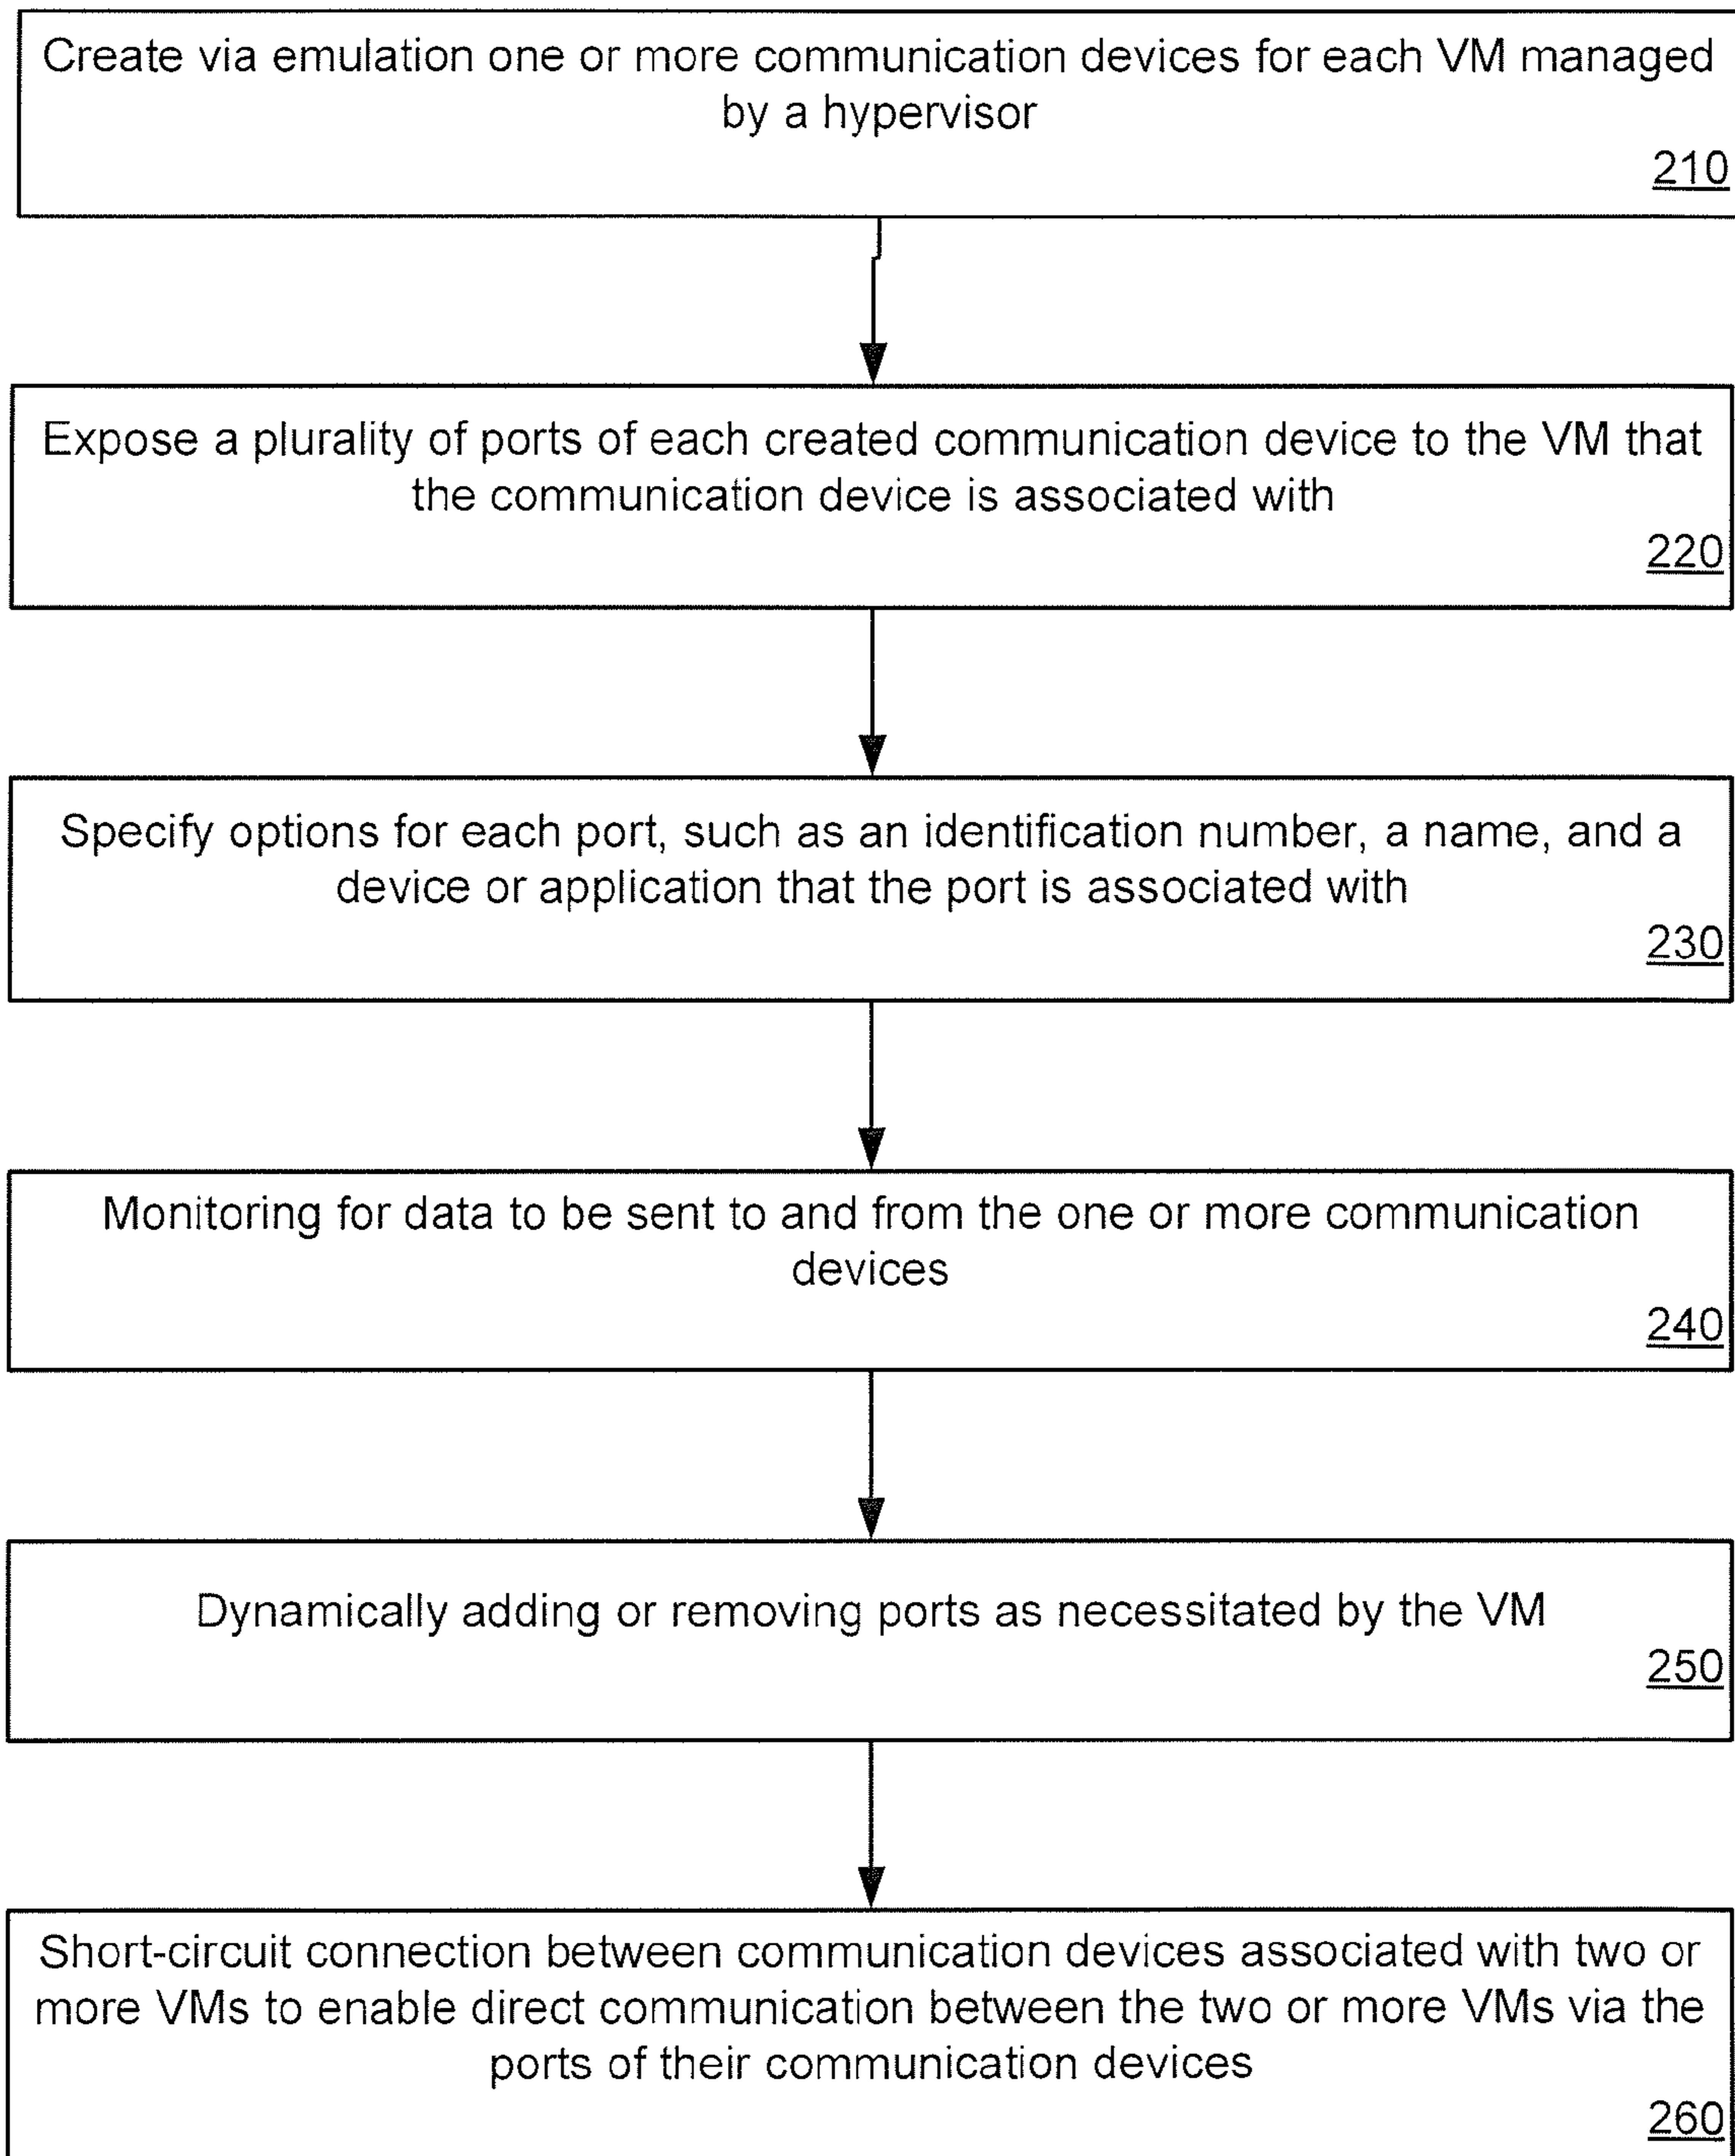 Create via emulation one or more communication devices for each VM managed
by a hypervisor
210
Expose a plurality of ports of each created communication device to the VM that
the communication device is associated with
220
Specify options for each port, such as an identification number, a name, and a
device or application that the port is associated with
230
Monitoring for data to be sent to and from the one or more communication
devices
240
Dynamically adding or removing ports as necessitated by the VM
250
Short-circuit connection between communication devices associated with two or
more VMs to enable direct communication between the two or more VMs via the
ports of their communication devices
260